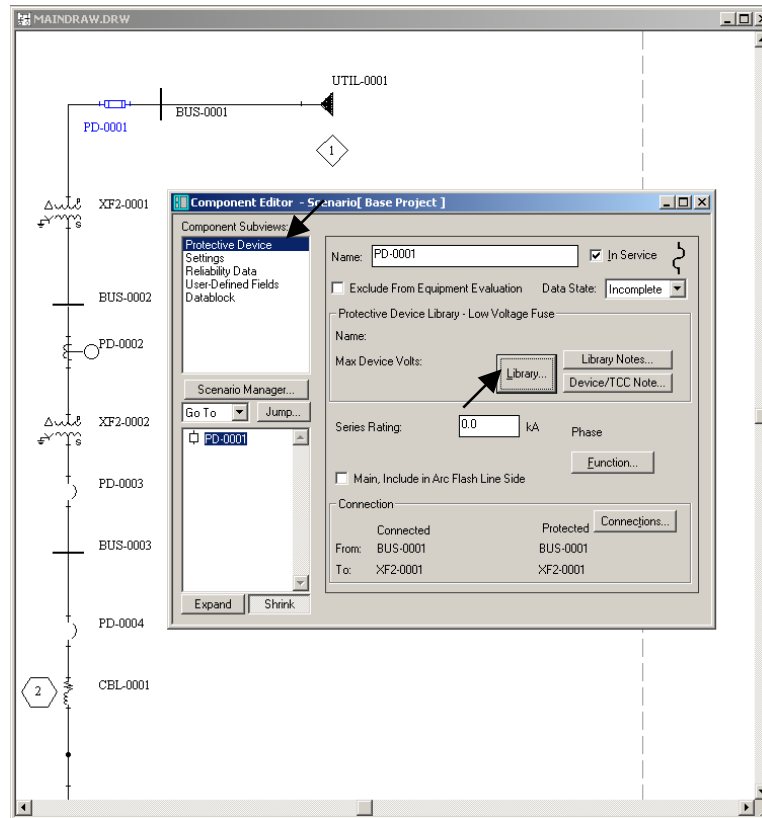 MAINDRAW.DRW
UTIL-0001
BUS-0001
PD-0001
1
XF2-0001
Δ
S
BUS-0002
PD-0002
XF2-0002
Δ
S
PD-0003
BUS-0003
PD-0004
2
CBL-0001
Component Editor - Scenario[ Base Project ]
Component Subviews:
Protective Device
Settings
Reliability Data
User-Defined Fields
Datablock
Scenario Manager...
Go To Jump...
PD-0001
Expand Shrink
Name: PD-0001 In Service
Exclude From Equipment Evaluation Data State: Incomplete
Protective Device Library - Low Voltage Fuse
Name:
Max Device Volts: Library... Library Notes...
Device/TCC Note...
Series Rating: 0.0 kA Phase
Function...
Main, Include in Arc Flash Line Side
Connection
Connected Protected Connections...
From: BUS-0001 BUS-0001
To: XF2-0001 XF2-0001